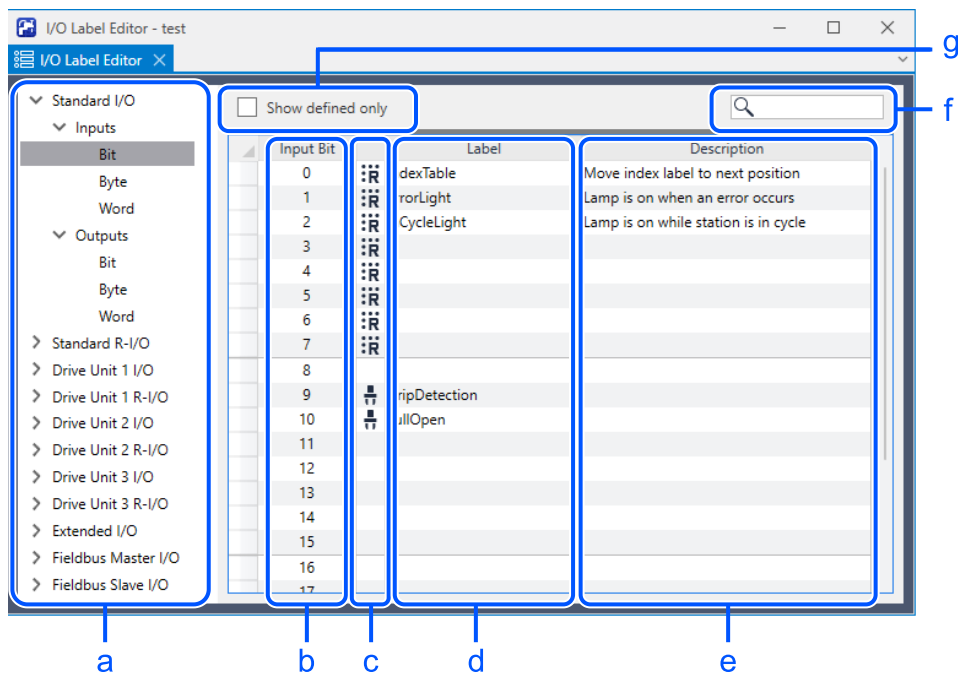 I/O Label Editor - test
g
I/O Label Editor
Standard I/O
Inputs
Bit
Byte
Word
Outputs
Bit
Byte
Word
Standard R-I/O
Drive Unit 1 I/O
Drive Unit 1 R-I/O
Drive Unit 2 I/O
Drive Unit 2 R-I/O
Drive Unit 3 I/O
Drive Unit 3 R-I/O
Extended I/O
Fieldbus Master I/O
Fieldbus Slave I/O
Show defined only
f
Input Bit Label Description
0 R dexTable Move index label to next position
1 R rorLight Lamp is on when an error occurs
2 R CycleLight Lamp is on while station is in cycle
3 R
4 R
5 R
6 R
7 R
8
9 ripDetection
10 ullOpen
11
12
13
14
15
16
17
a b c d e